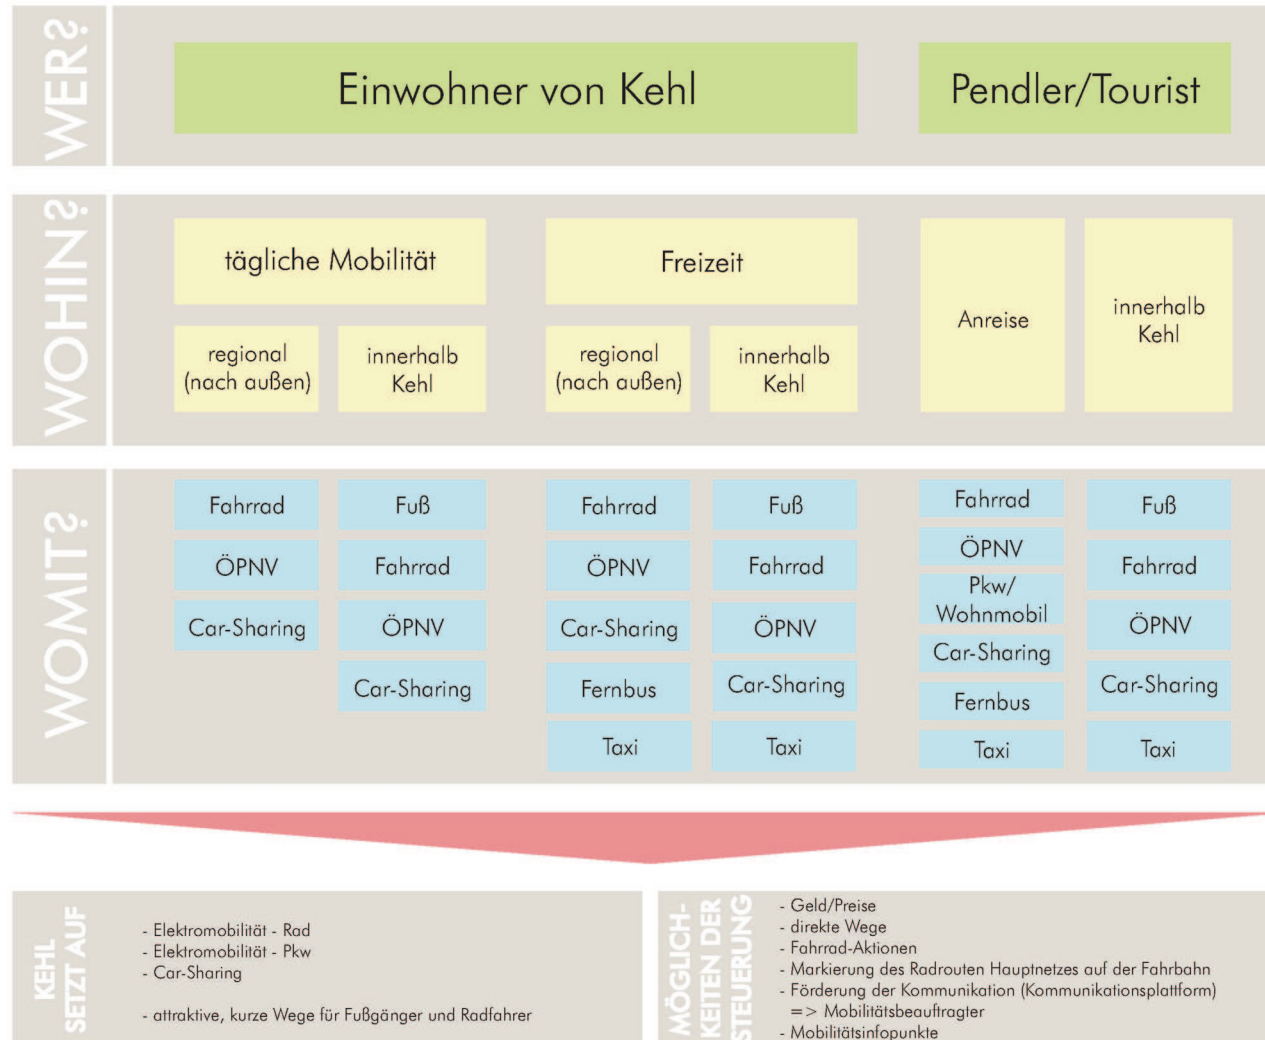 WER?
Einwohner von Kehl
Pendler/Tourist
WOHIN?
tägliche Mobilität
Freizeit
regional
(nach außen)
innerhalb
Kehl
regional
(nach außen)
innerhalb
Kehl
Anreise
innerhalb
Kehl
WOMIT?
Fahrrad
ÖPNV
Car-Sharing
Fuß
Fahrrad
ÖPNV
Car-Sharing
Fahrrad
ÖPNV
Car-Sharing
Fernbus
Taxi
Fuß
Fahrrad
ÖPNV
Car-Sharing
Taxi
Fahrrad
ÖPNV
Pkw/
Wohnmobil
Car-Sharing
Fernbus
Taxi
Fuß
Fahrrad
ÖPNV
Car-Sharing
Taxi
KEHL
SETZT AUF
- Elektromobilität - Rad
- Elektromobilität - Pkw
- Car-Sharing
- attraktive, kurze Wege für Fußgänger und Radfahrer
MÖGLICH-
KEITEN DER
STEUERUNG
- Geld/Preise
- direkte Wege
- Fahrrad-Aktionen
- Markierung des Radrouten Hauptnetzes auf der Fahrbahn
- Förderung der Kommunikation (Kommunikationsplattform)
=> Mobilitätsbeauftragter
- Mobilitätsinfopunkte